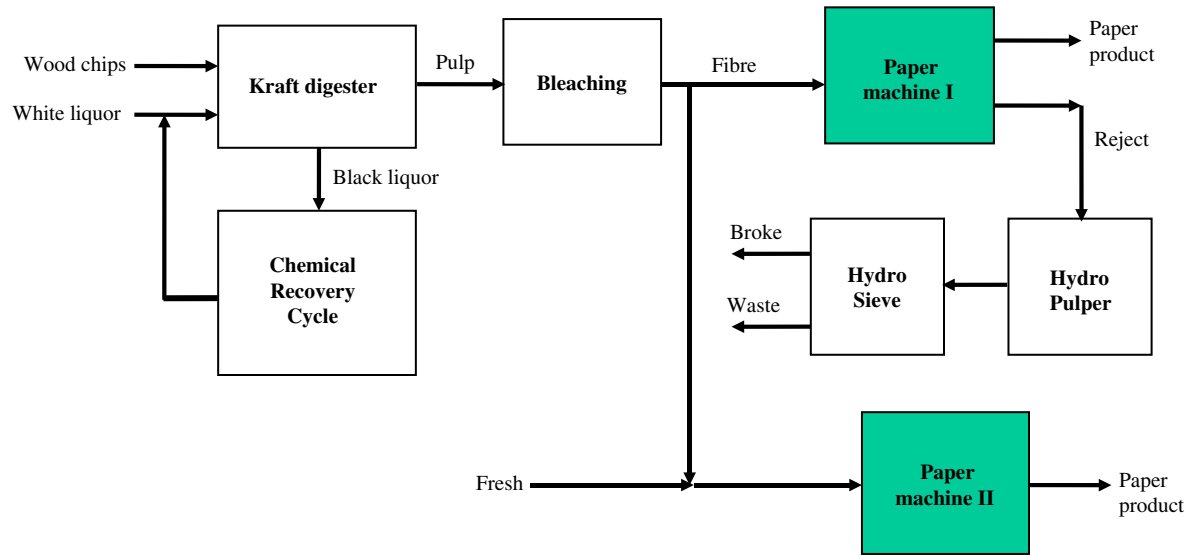 Wood chips
White liquor
Kraft digester
Pulp
Bleaching
Fibre
Paper
machine I
Paper
product
Reject
Black liquor
Chemical
Recovery
Cycle
Broke
Waste
Hydro
Sieve
Hydro
Pulper
Fresh
Paper
machine II
Paper
product